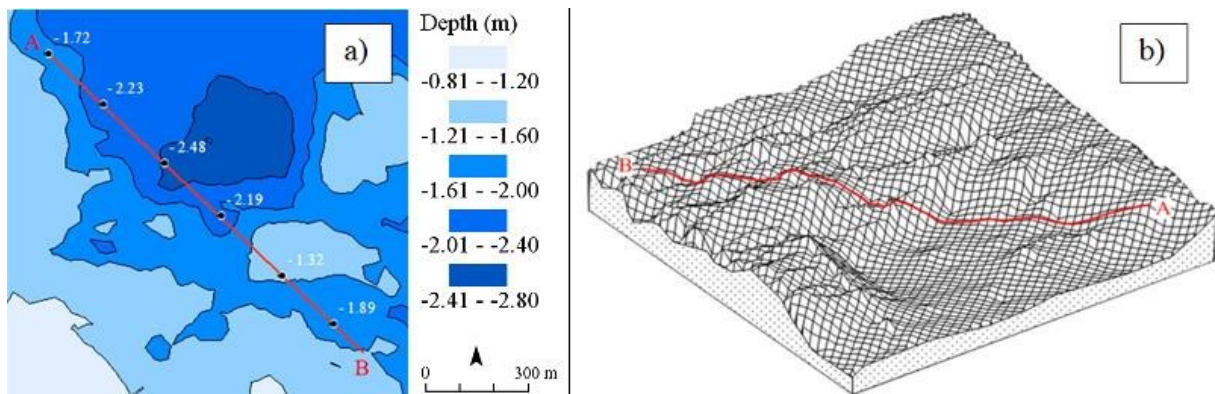 a)
A
- 1.72
- 2.23
- 2.48
- 2.19
- 1.32
- 1.89
B
Depth (m)
-0.81 - -1.20
-1.21 - -1.60
-1.61 - -2.00
-2.01 - -2.40
-2.41 - -2.80
0 300 m
b)
B
A